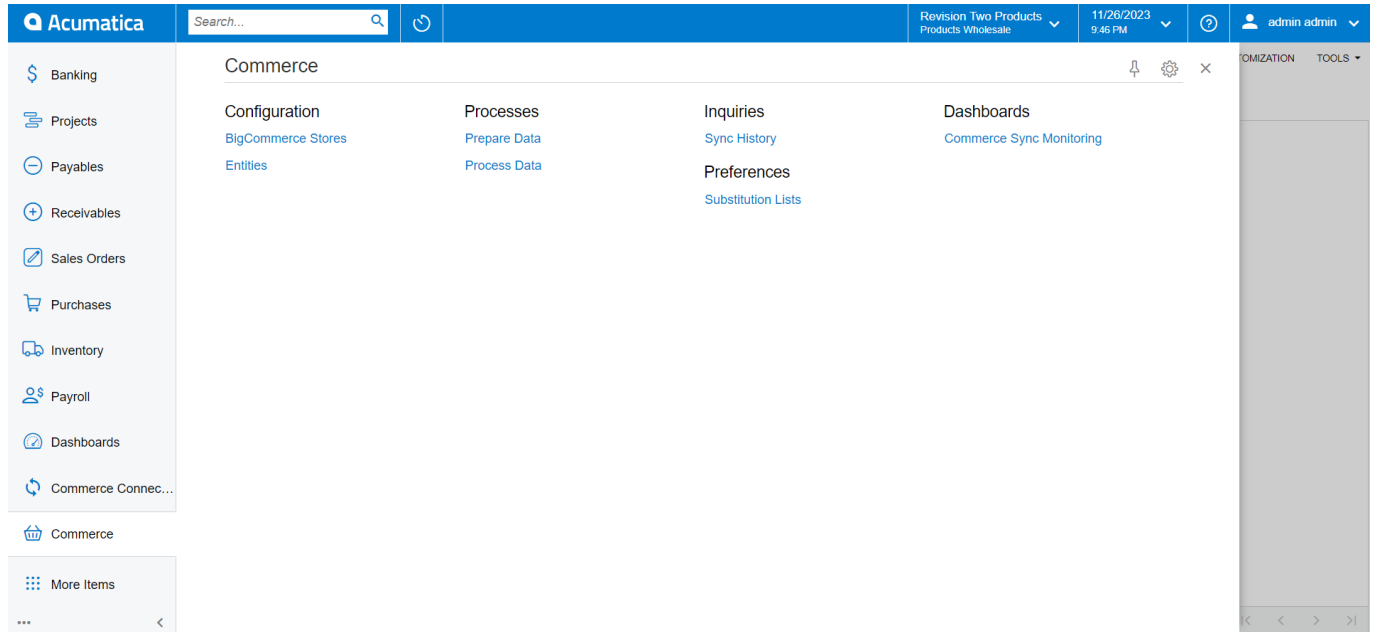 Acumatica
Search...
Revision Two Products
Products Wholesale
11/26/2023
9:46 PM
admin admin
Banking
Projects
Payables
Receivables
Sales Orders
Purchases
Inventory
Payroll
Dashboards
Commerce Connec...
Commerce
More Items
Commerce
Configuration
BigCommerce Stores
Entities
Processes
Prepare Data
Process Data
Inquiries
Sync History
Preferences
Substitution Lists
Dashboards
Commerce Sync Monitoring
TOMIZATION
TOOLS